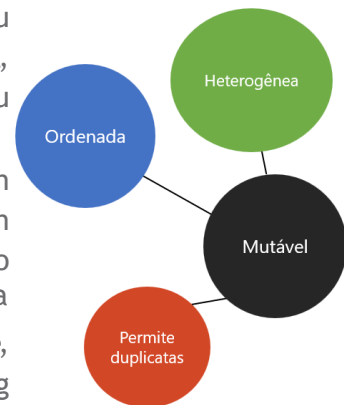 u
,
u
Heterogênea
Ordenada
n
n
o
a
Mutável
,
g
Permite
duplicatas